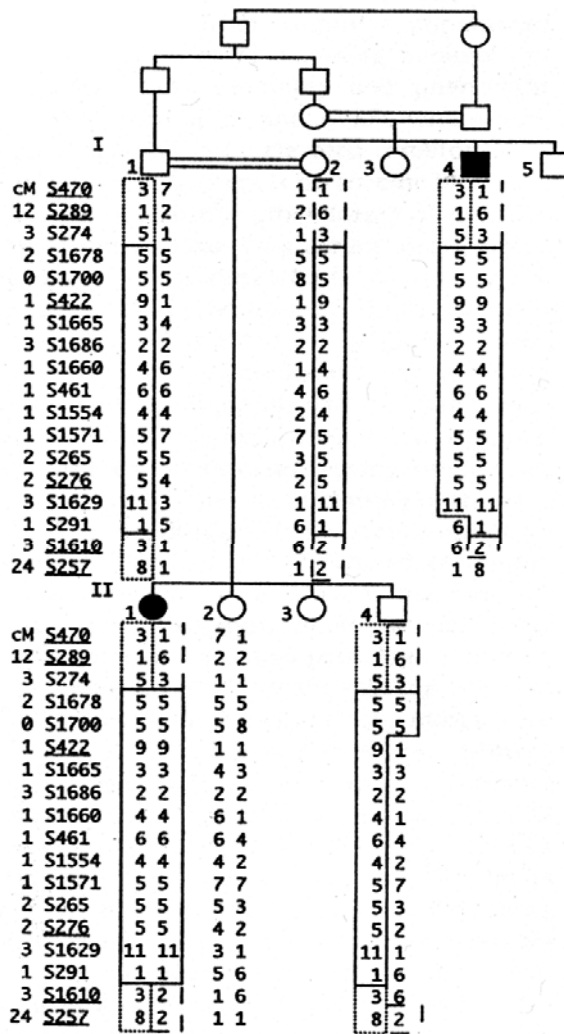 I
1 2 3 4 5
cM S470 3 7 1 1 3 1
12 S289 1 2 2 6 1 6
3 S274 5 1 1 3 5 3
2 S1678 5 5 5 5 5 5
0 S1700 5 5 8 5 5 5
1 S422 9 1 1 9 9 9
1 S1665 3 4 3 3 3 3
3 S1686 2 2 2 2 2 2
1 S1660 4 6 1 4 4 4
1 S461 6 6 4 6 6 6
1 S1554 4 4 2 4 4 4
1 S1571 5 7 7 5 5 5
2 S265 5 5 3 5 5 5
2 S276 5 4 2 5 5 5
3 S1629 11 3 1 11 11 11
1 S291 1 5 6 1 6 1
3 S1610 3 1 6 2 6 2
24 S257 8 1 1 2 1 8
II
1 2 3 4
cM S470 3 1 7 1 3 1
12 S289 1 6 2 2 1 6
3 S274 5 3 1 1 5 3
2 S1678 5 5 5 5 5 5
0 S1700 5 5 5 8 5 5
1 S422 9 9 1 1 9 1
1 S1665 3 3 4 3 3 3
3 S1686 2 2 2 2 2 2
1 S1660 4 4 6 1 4 1
1 S461 6 6 6 4 6 4
1 S1554 4 4 4 2 4 2
1 S1571 5 5 7 7 5 7
2 S265 5 5 5 3 5 3
2 S276 5 5 4 2 5 2
3 S1629 11 11 3 1 11 1
1 S291 1 1 5 6 1 6
3 S1610 3 2 1 6 3 6
24 S257 8 2 1 1 8 2